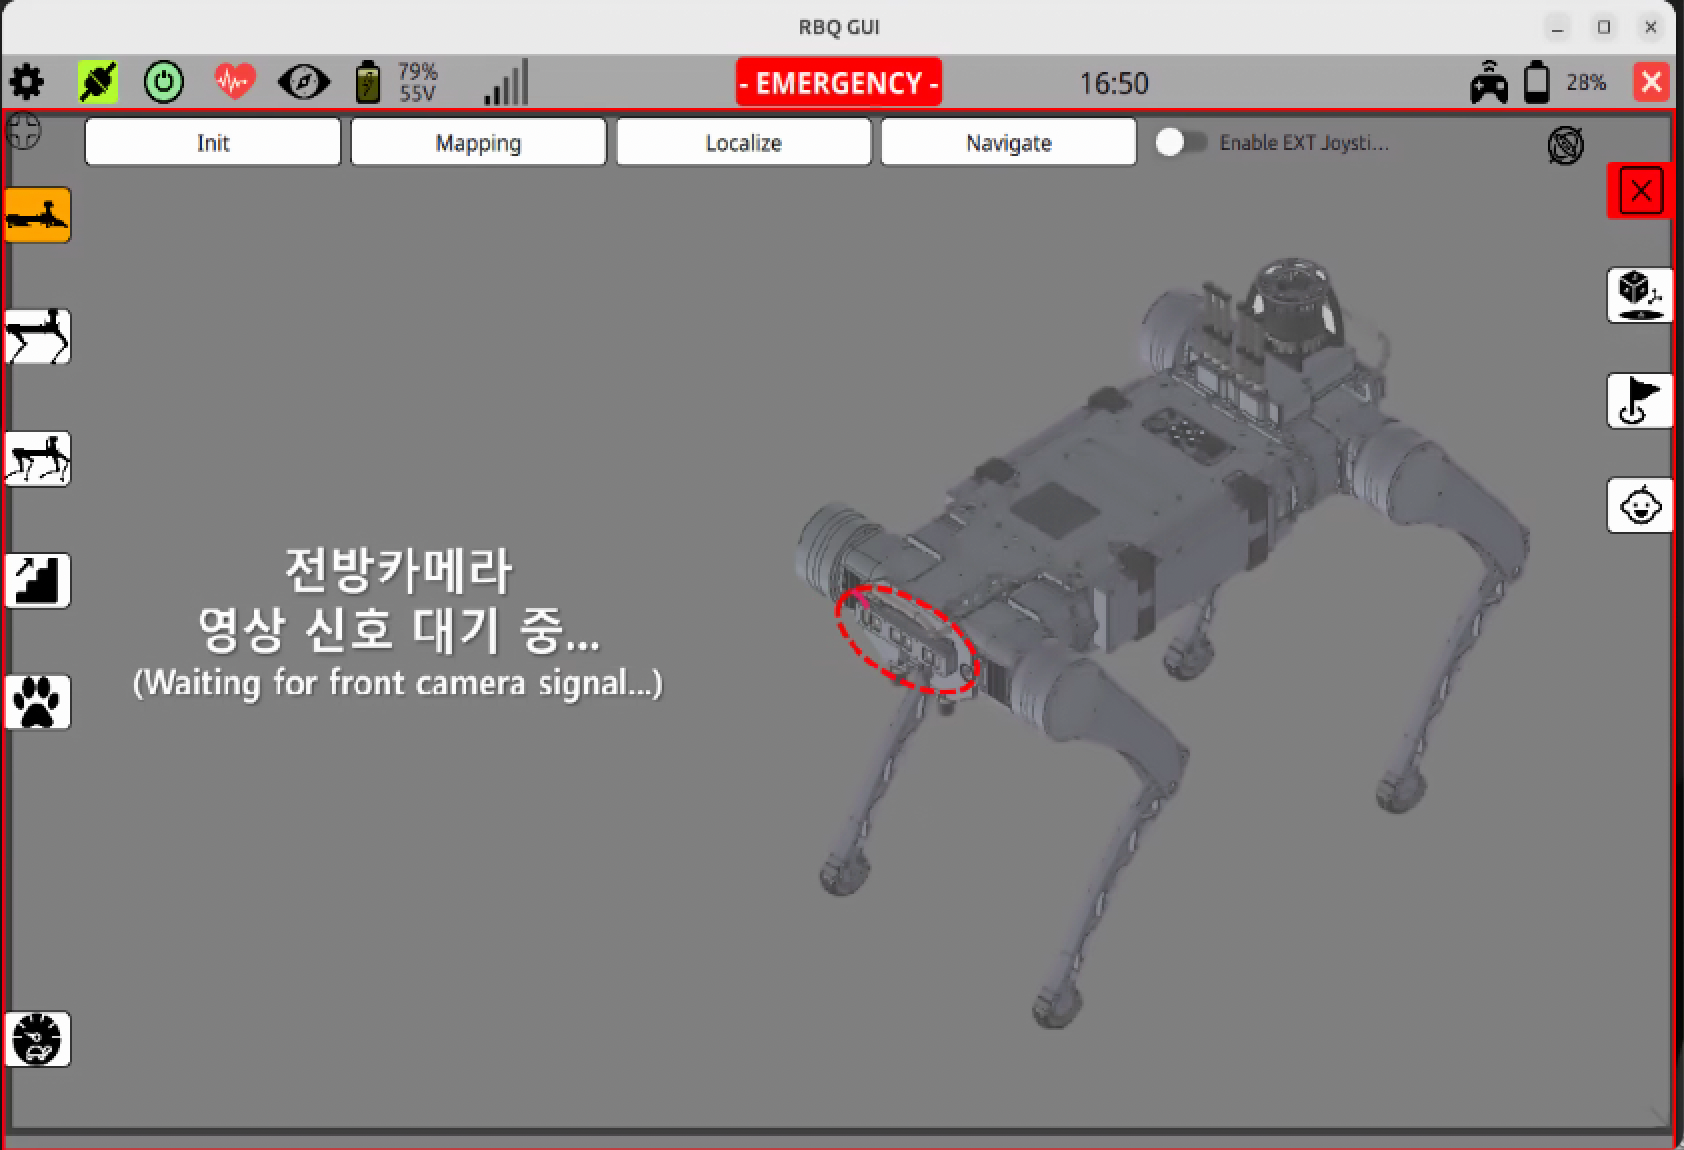 RBQ GUI
79%
55V
- EMERGENCY -
16:50
28%
Init
Mapping
Localize
Navigate
Enable EXT Joysti...
전방카메라
영상 신호 대기 중...
(Waiting for front camera signal...)